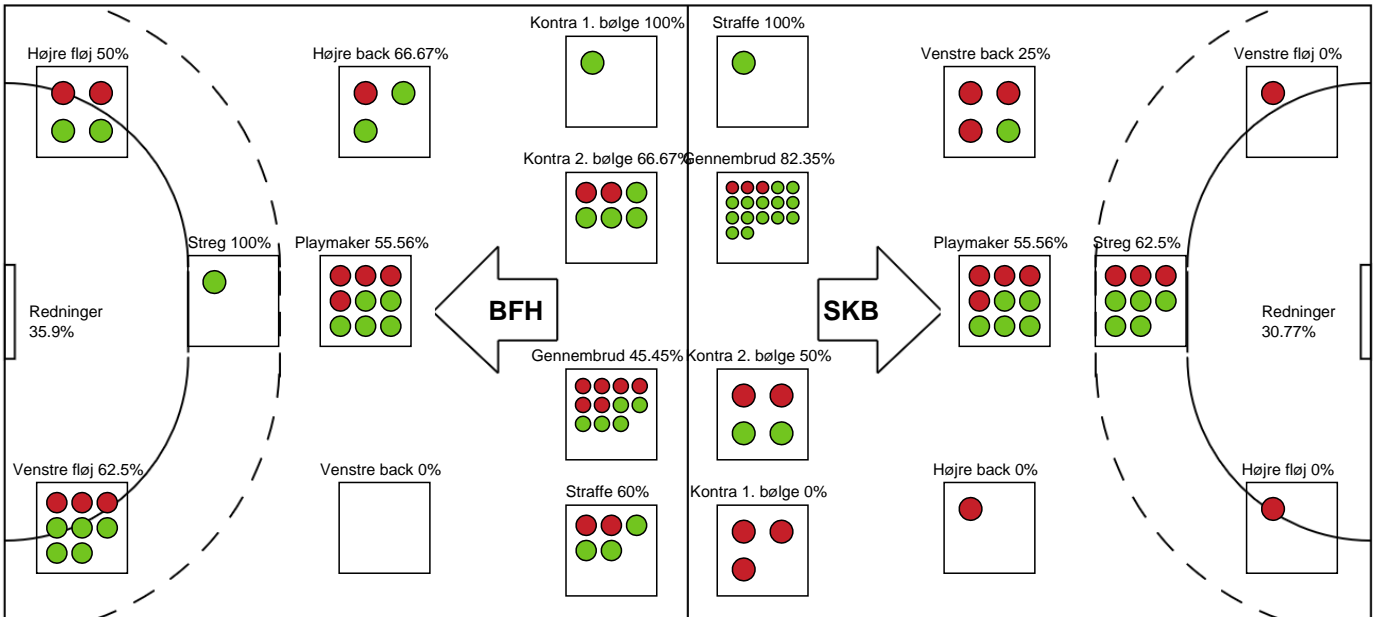 Kontra 1. bølge 100%
Straffe 100%
Højre fløj 50%
Højre back 66.67%
Venstre back 25%
Venstre fløj 0%
Kontra 2. bølge 66.67%
Gennembrud 82.35%
Streg 100%
Playmaker 55.56%
Playmaker 55.56%
Streg 62.5%
Redninger
35.9%
BFH
SKB
Redninger
30.77%
Gennembrud 45.45%
Kontra 2. bølge 50%
Venstre fløj 62.5%
Venstre back 0%
Højre back 0%
Højre fløj 0%
Straffe 60%
Kontra 1. bølge 0%